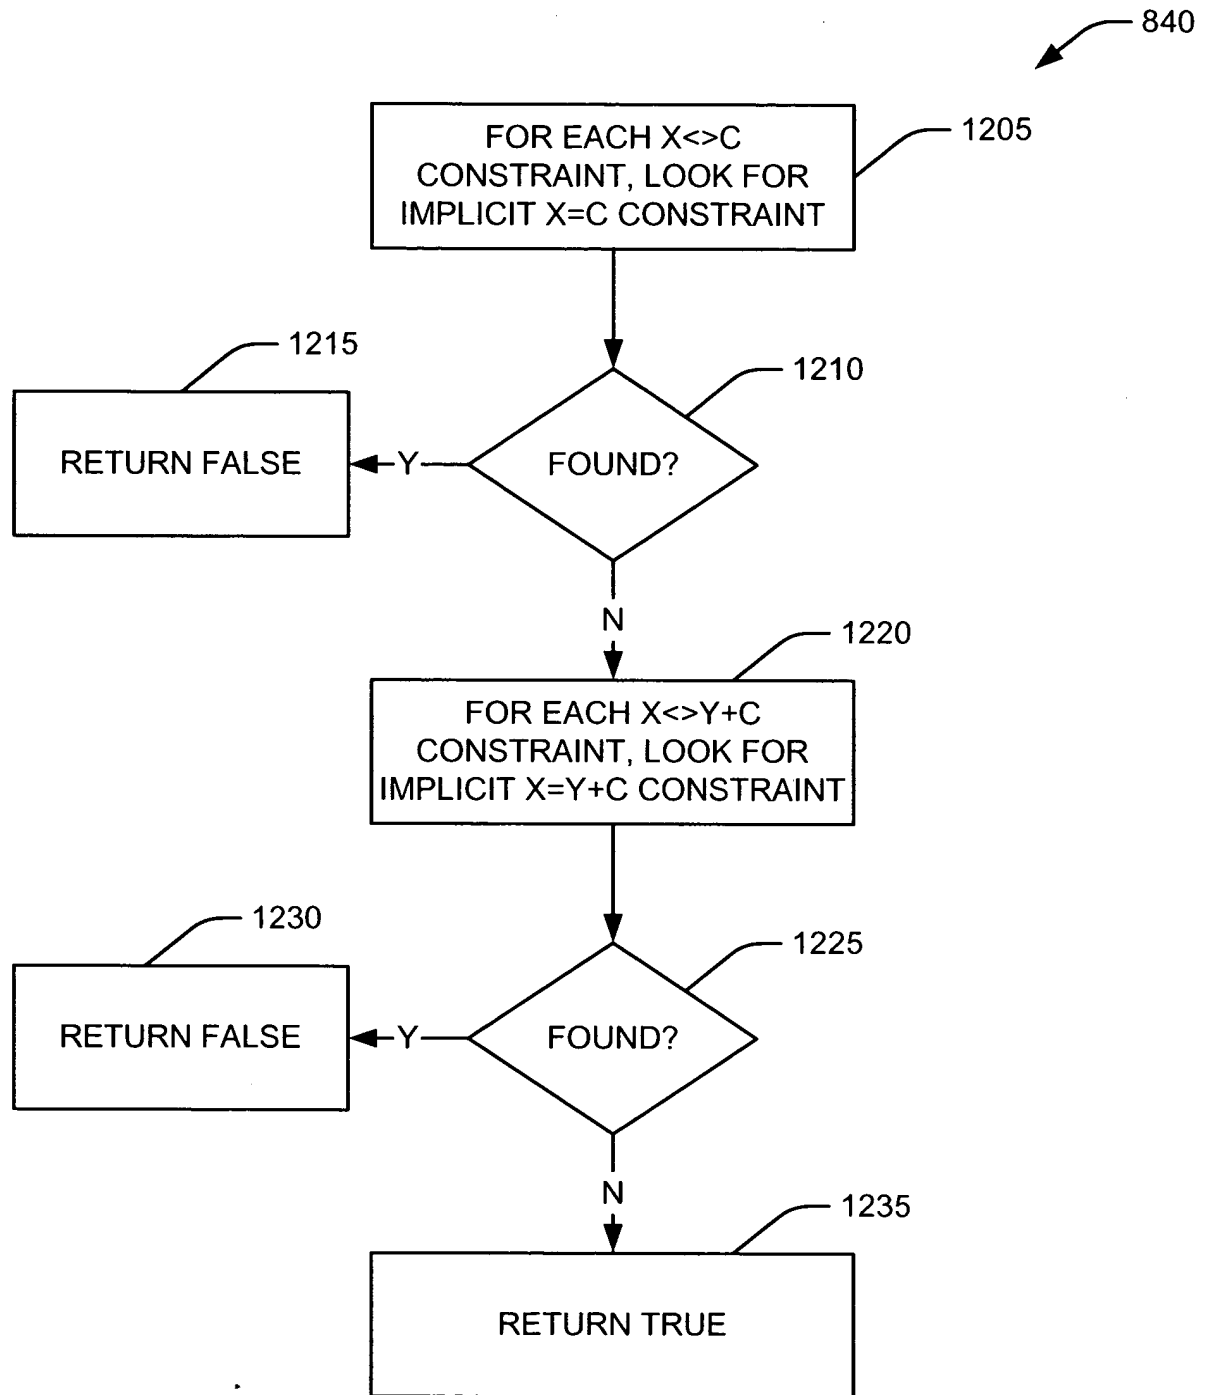 840
FOR EACH X<>C
CONSTRAINT, LOOK FOR
IMPLICIT X=C CONSTRAINT
1205
1215
1210
RETURN FALSE
Y
FOUND?
N
1220
FOR EACH X<>Y+C
CONSTRAINT, LOOK FOR
IMPLICIT X=Y+C CONSTRAINT
1230
1225
RETURN FALSE
Y
FOUND?
N
1235
RETURN TRUE